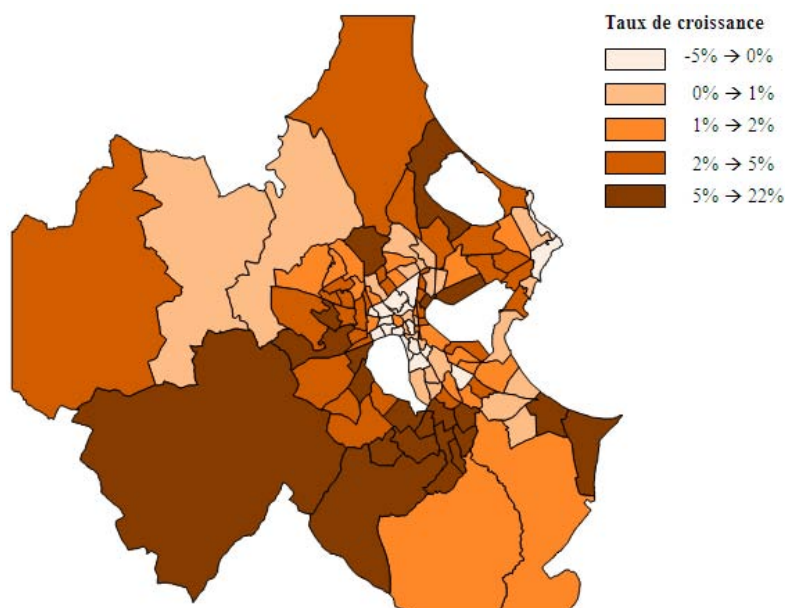 Taux de croissance
-5% → 0%
0% → 1%
1% → 2%
2% → 5%
5% → 22%